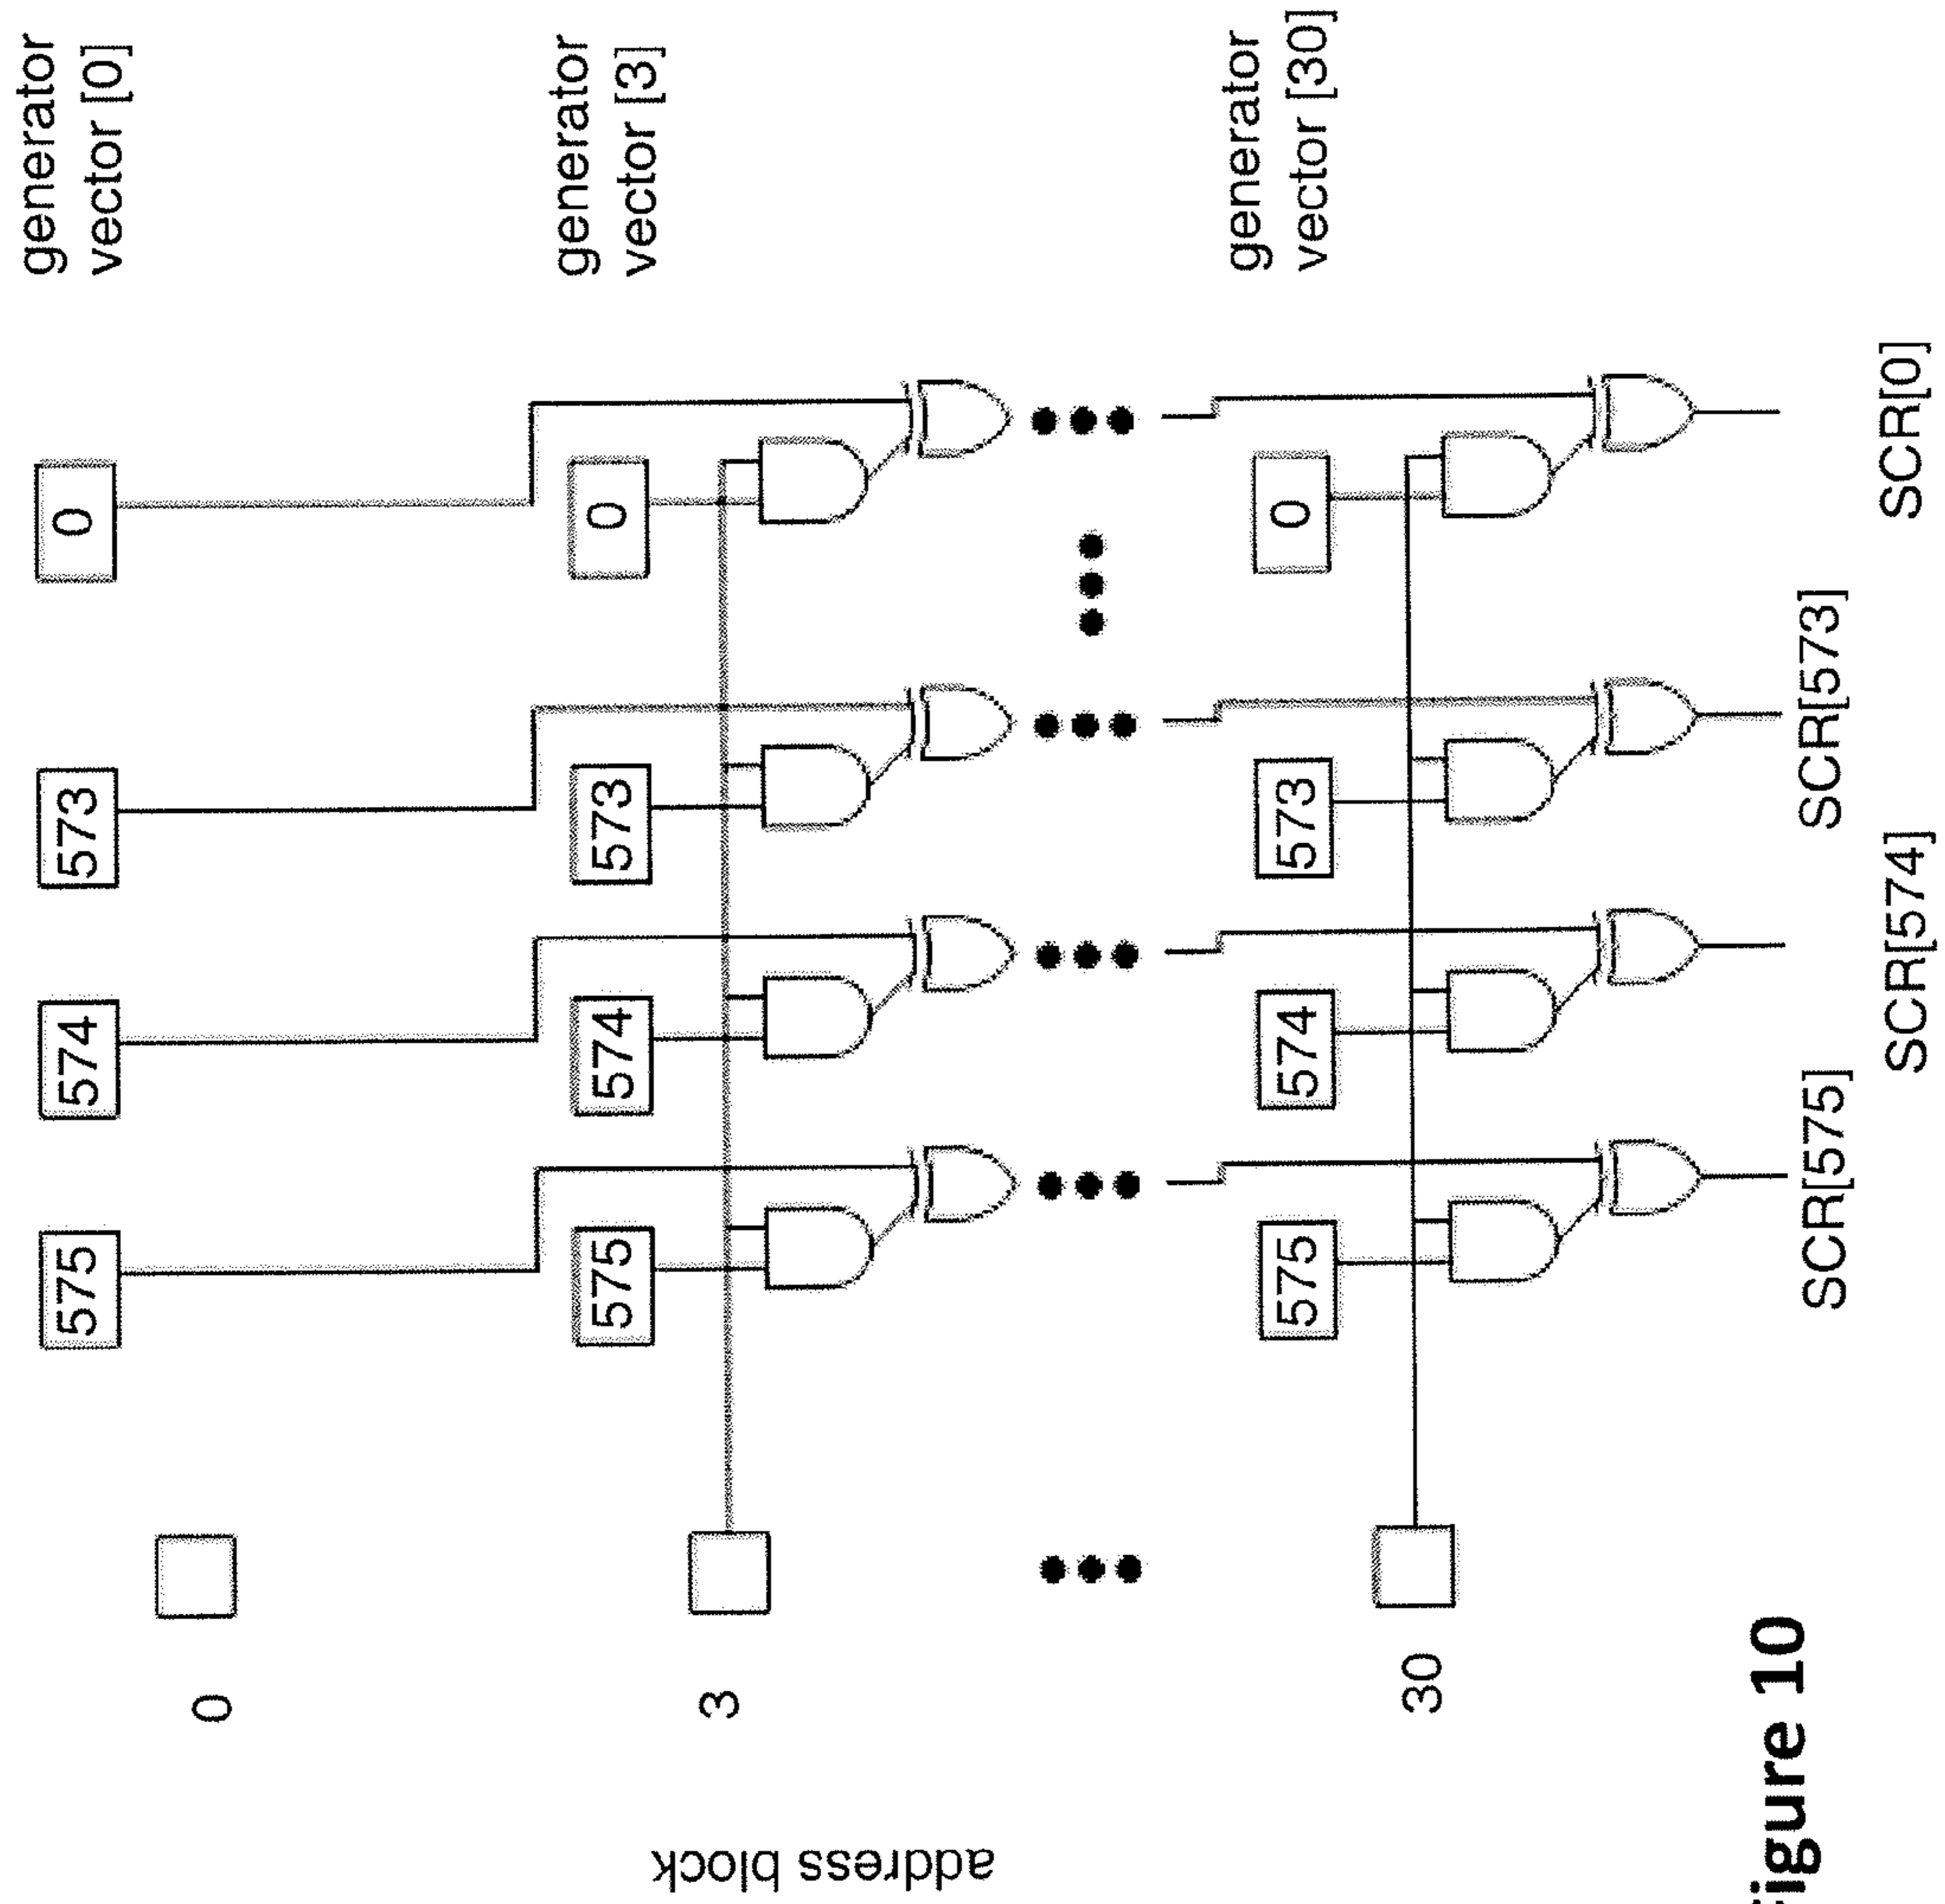 generator
vector [0]
575
574
573
0
0
generator
vector [3]
575
574
573
0
3
address block
generator
vector [30]
575
574
573
0
30
SCR[575]
SCR[574]
SCR[573]
SCR[0]
igure 10